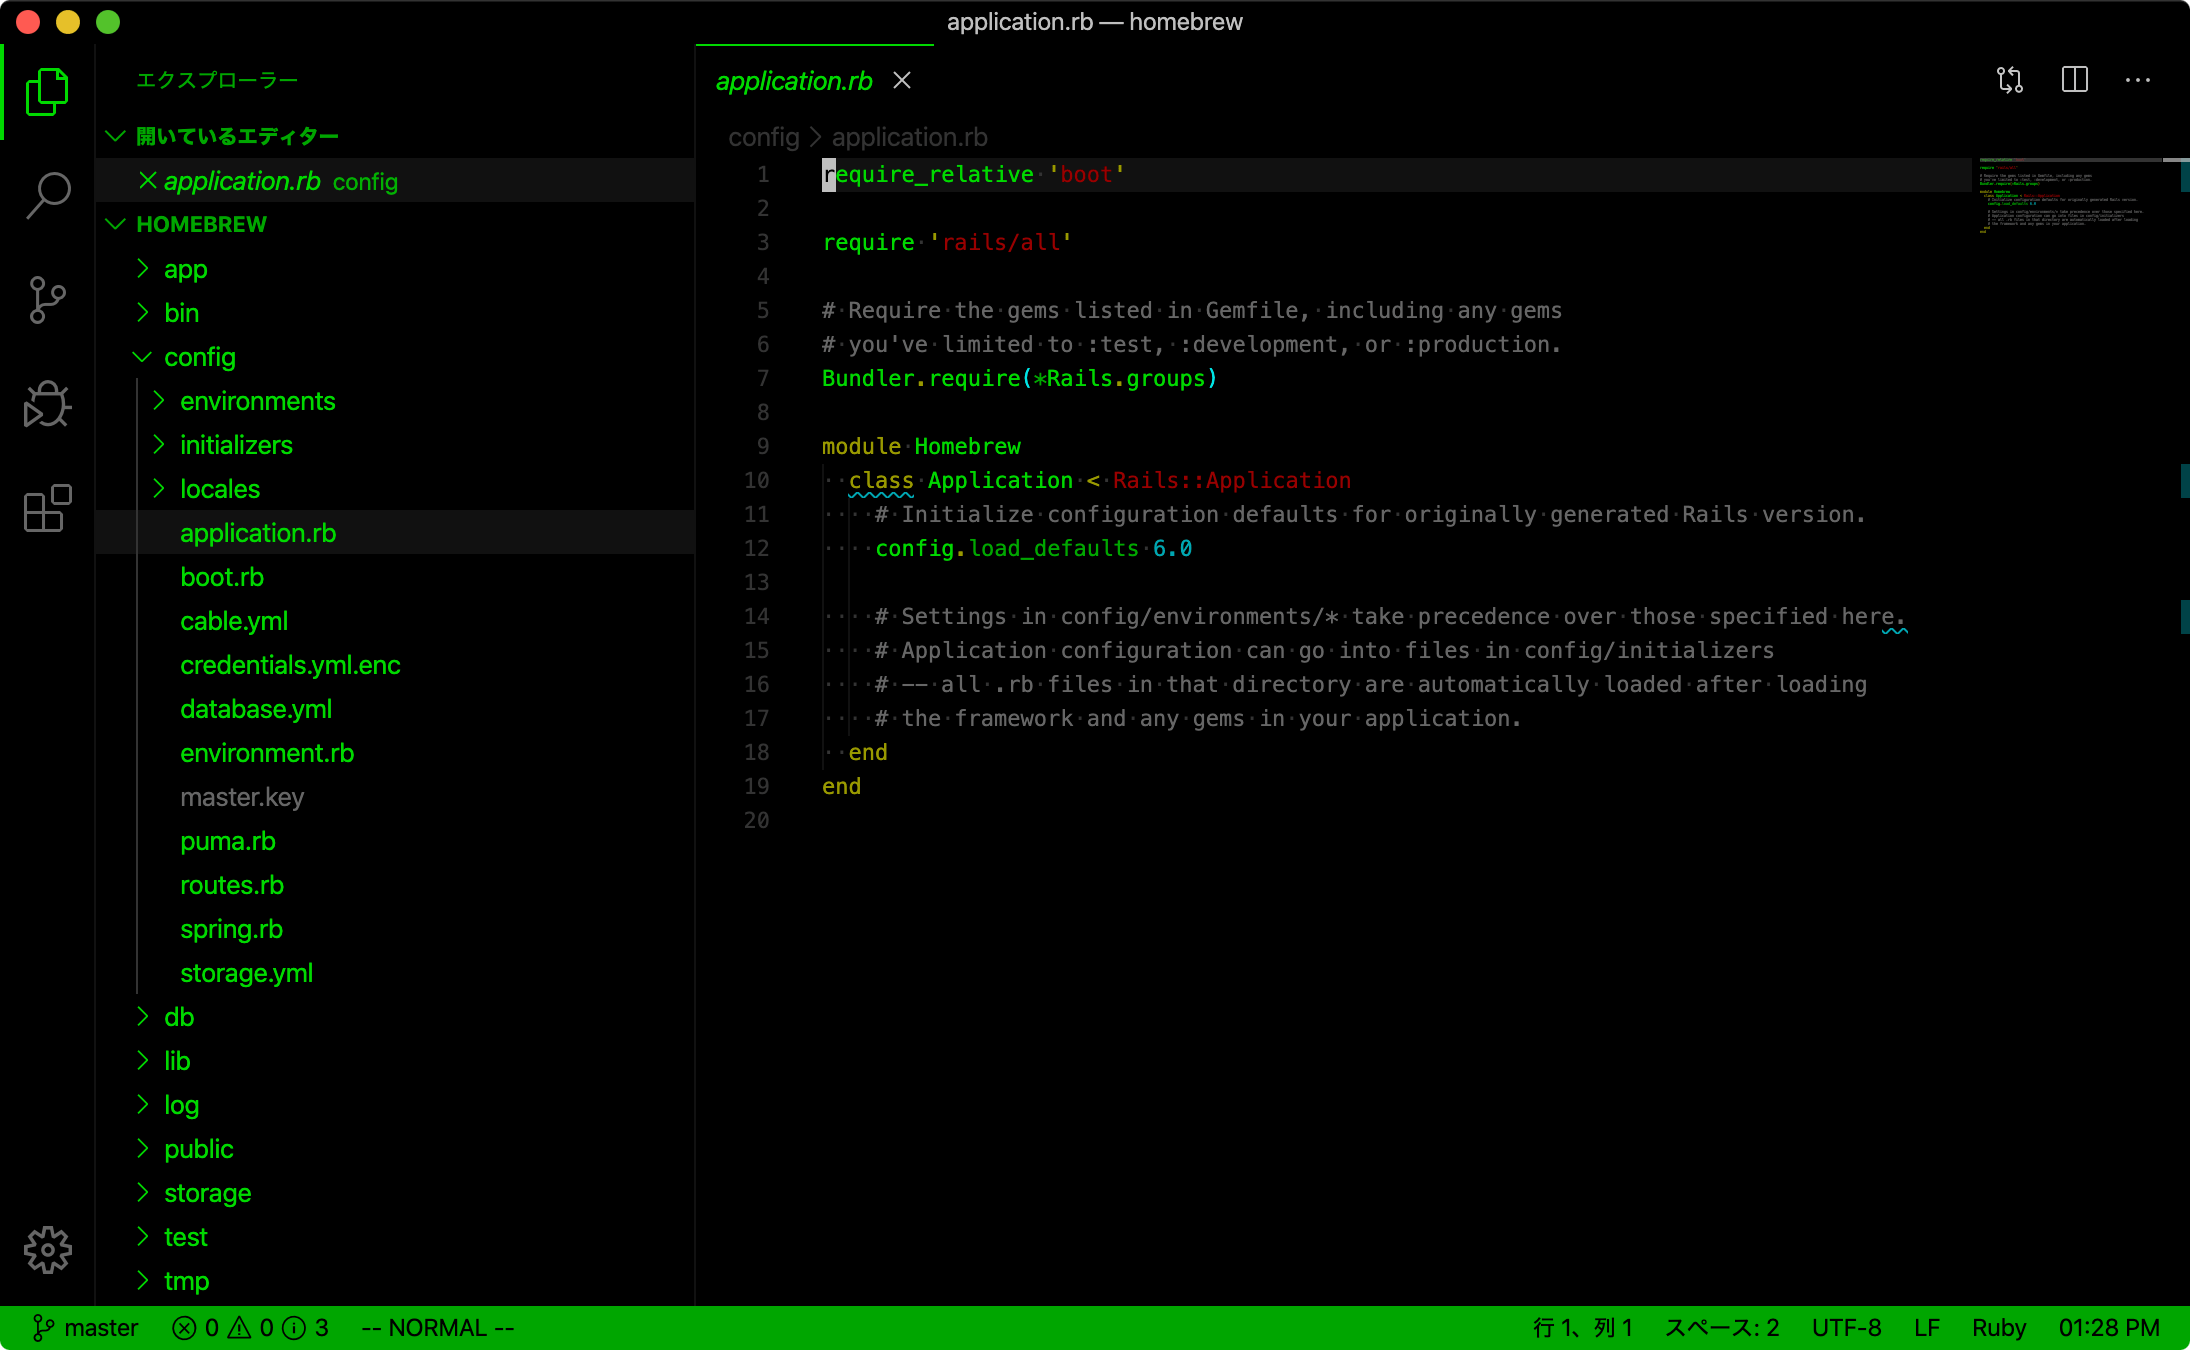 application.rb — homebrew
エクスプローラー
開いているエディター
application.rb config
HOMEBREW
app
bin
config
environments
initializers
locales
application.rb
boot.rb
cable.yml
credentials.yml.enc
database.yml
environment.rb
master.key
puma.rb
routes.rb
spring.rb
storage.yml
db
lib
log
public
storage
test
tmp
application.rb
config > application.rb
1 require_relative 'boot'
2
3 require 'rails/all'
4
5 # Require the gems listed in Gemfile, including any gems
6 # you've limited to :test, :development, or :production.
7 Bundler.require(*Rails.groups)
8
9 module Homebrew
10   class Application < Rails::Application
11     # Initialize configuration defaults for originally generated Rails version.
12     config.load_defaults 6.0
13
14     # Settings in config/environments/* take precedence over those specified here.
15     # Application configuration can go into files in config/initializers
16     # -- all .rb files in that directory are automatically loaded after loading
17     # the framework and any gems in your application.
18   end
19 end
20
master 0 0 3 -- NORMAL -- 行 1、列 1 スペース: 2 UTF-8 LF Ruby 01:28 PM